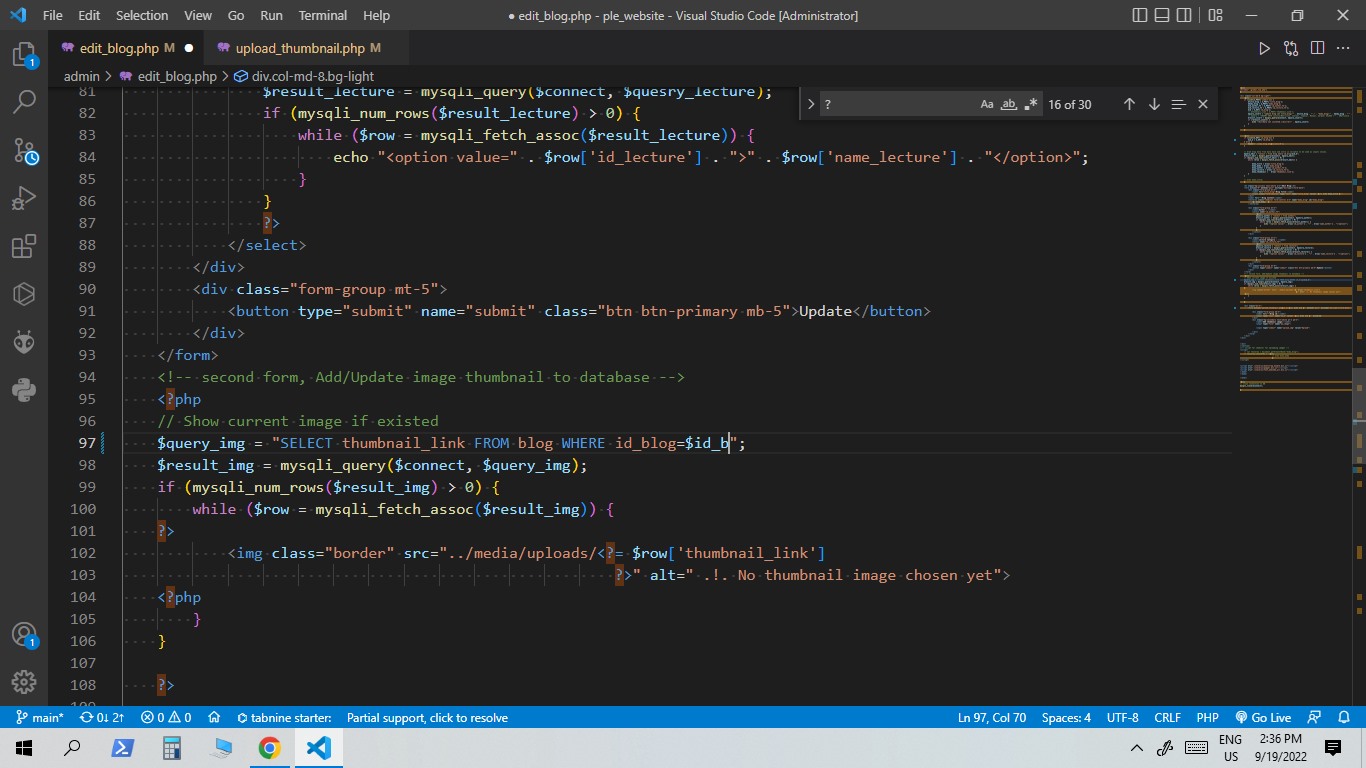 File Edit Selection View Go Run Terminal Help ● edit_blog.php - ple_website - Visual Studio Code [Administrator]
edit_blog.php M ● upload_thumbnail.php M
admin > edit_blog.php > div.col-md-8.bg-light
? Aa ab .* 16 of 30
81 $result_lecture = mysqli_query($connect, $quesry_lecture);
82 if (mysqli_num_rows($result_lecture) > 0) {
83 while ($row = mysqli_fetch_assoc($result_lecture)) {
84 echo "<option value=" . $row['id_lecture'] . ">" . $row['name_lecture'] . "</option>";
85 }
86 }
87 ?>
88 </select>
89 </div>
90 <div class="form-group mt-5">
91 <button type="submit" name="submit" class="btn btn-primary mb-5">Update</button>
92 </div>
93 </form>
94 <!-- second form, Add/Update image thumbnail to database -->
95 <?php
96 // Show current image if existed
97 $query_img = "SELECT thumbnail_link FROM blog WHERE id_blog=$id_b";
98 $result_img = mysqli_query($connect, $query_img);
99 if (mysqli_num_rows($result_img) > 0) {
100 while ($row = mysqli_fetch_assoc($result_img)) {
101 ?>
102 <img class="border" src="../media/uploads/<?= $row['thumbnail_link']
103 ?>" alt=" .!. No thumbnail image chosen yet">
104 <?php
105 }
106 }
107
108 ?>
1
1
main* 0↓ 2↑ 0 0 tabnine starter: Partial support, click to resolve Ln 97, Col 70 Spaces: 4 UTF-8 CRLF PHP Go Live
ENG
US
2:36 PM
9/19/2022